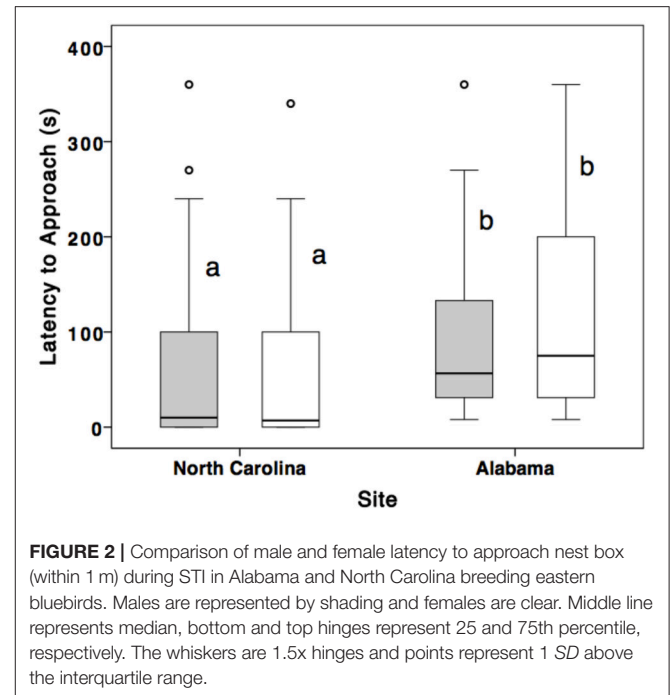 400
300
200
100
0
Latency to Approach (s)
a
a
b
b
North Carolina
Alabama
Site
FIGURE 2 | Comparison of male and female latency to approach nest box
(within 1 m) during STI in Alabama and North Carolina breeding eastern
bluebirds. Males are represented by shading and females are clear. Middle line
represents median, bottom and top hinges represent 25 and 75th percentile,
respectively. The whiskers are 1.5x hinges and points represent 1 SD above
the interquartile range.